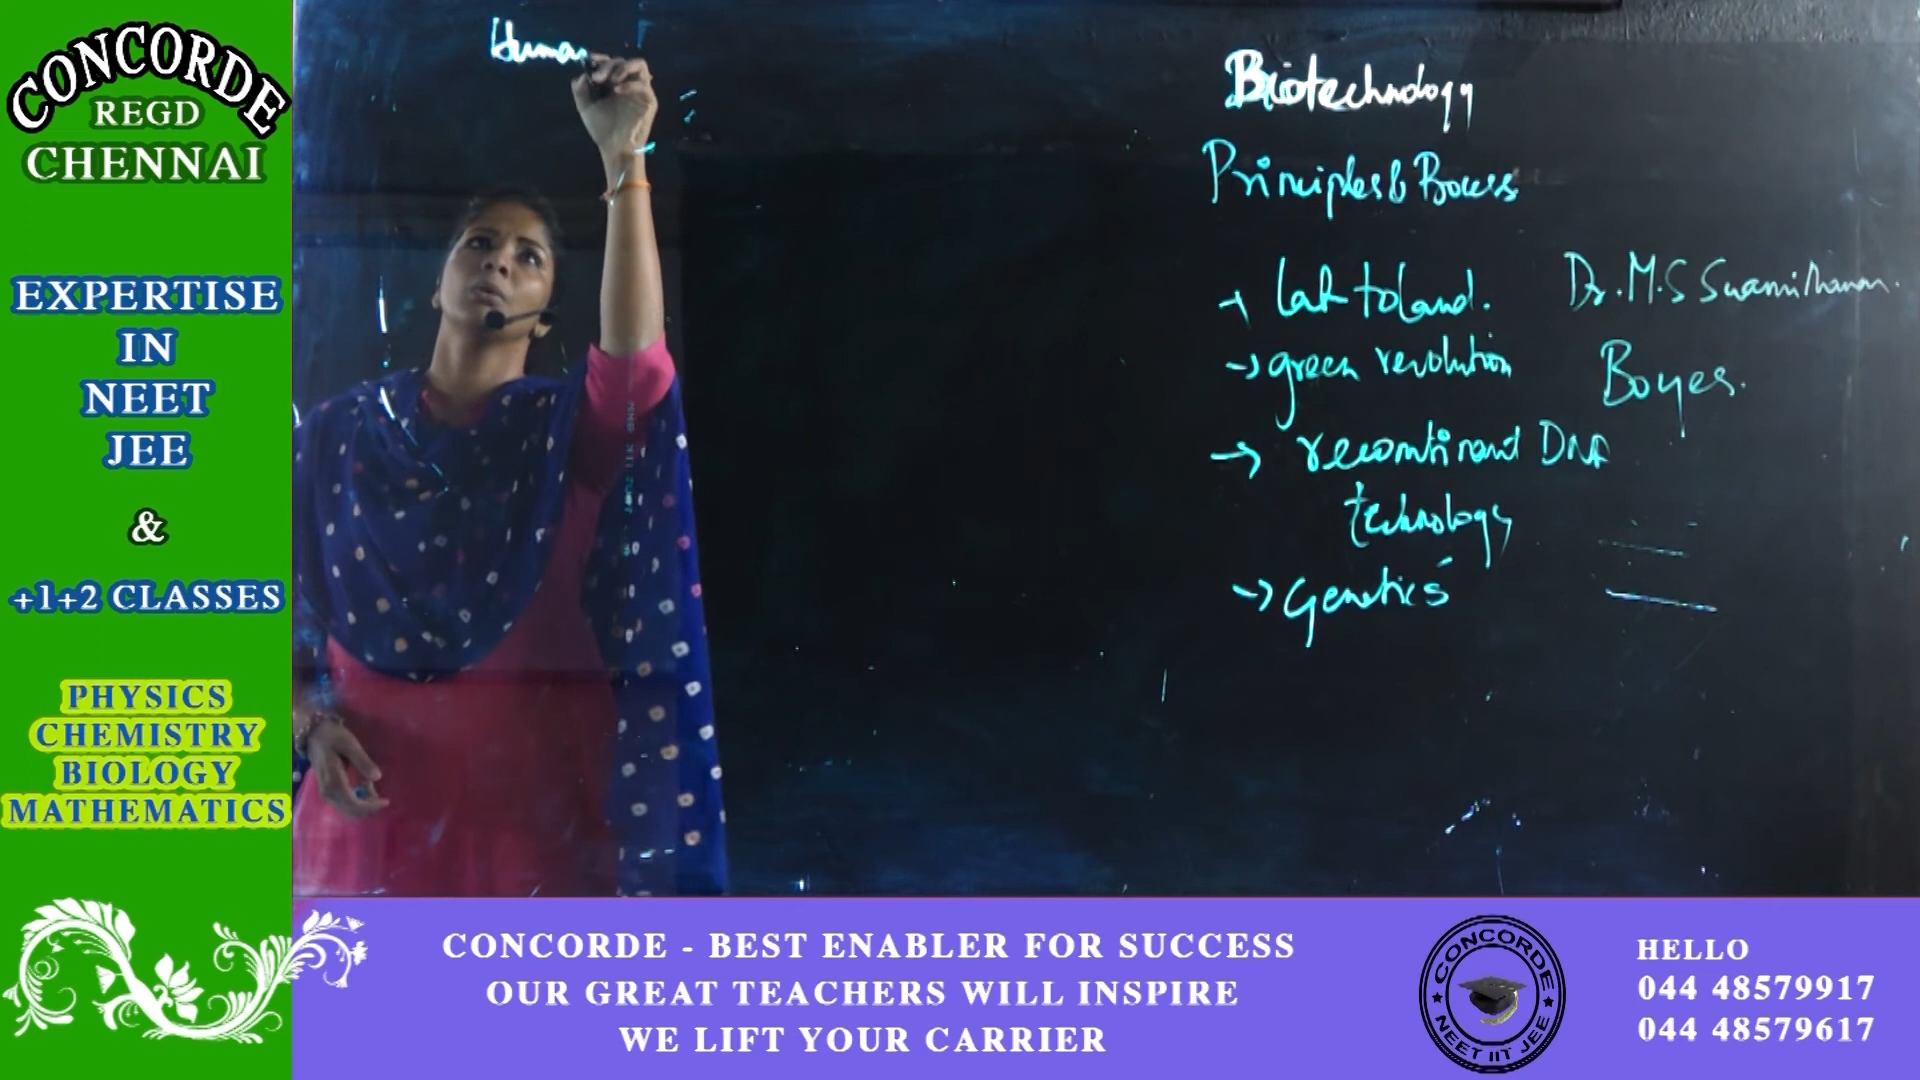 CONCORDE
REGD
CHENNAI
EXPERTISE
IN
NEET
JEE
&
+1+2 CLASSES
PHYSICS
CHEMISTRY
BIOLOGY
MATHEMATICS
Human
Biotechnology
Principles & Process
→ lab to land. Dr. M.S Swaminathan.
→ green revolution Boyer.
→ recombinant DNA
technology
→ Genetics
CONCORDE - BEST ENABLER FOR SUCCESS
OUR GREAT TEACHERS WILL INSPIRE
WE LIFT YOUR CARRIER
CONCORDE
NEET IIT JEE
HELLO
044 48579917
044 48579617